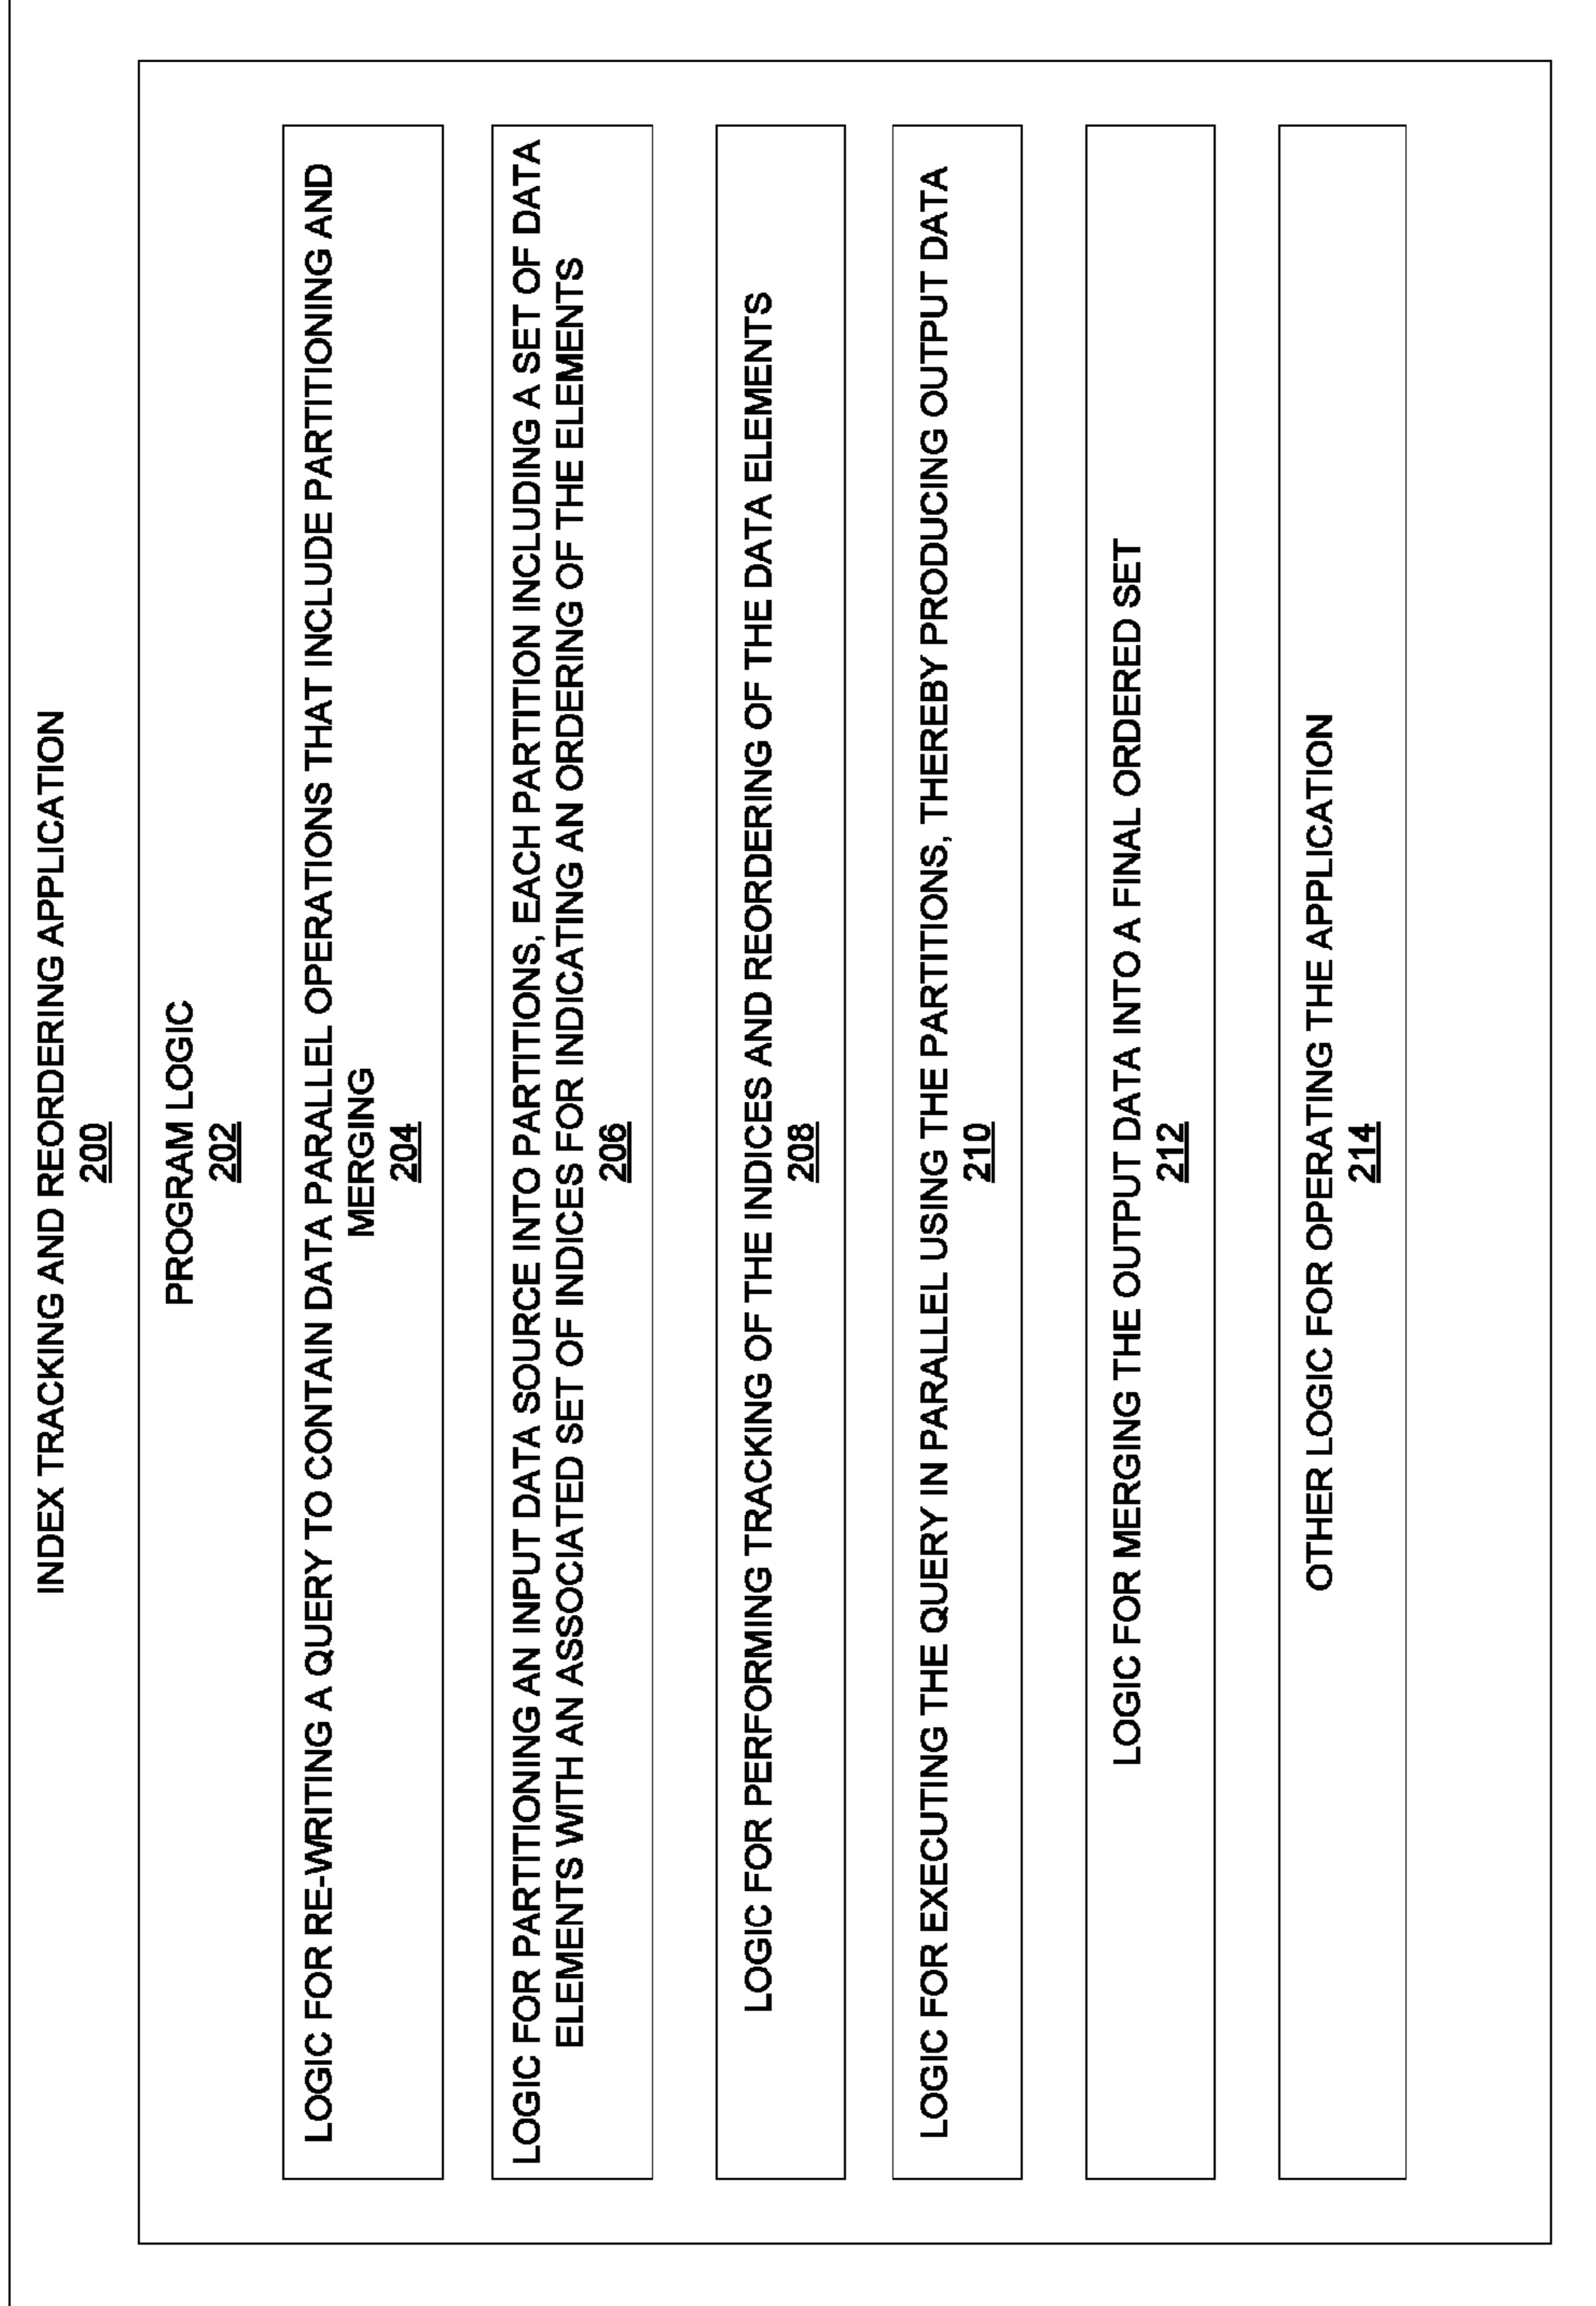 INDEX TRACKING AND REORDERING APPLICATION
200
PROGRAM LOGIC
202
LOGIC FOR RE-WRITING A QUERY TO CONTAIN DATA PARALLEL OPERATIONS THAT INCLUDE PARTITIONING AND
MERGING
204
LOGIC FOR PARTITIONING AN INPUT DATA SOURCE INTO PARTITIONS, EACH PARTITION INCLUDING A SET OF DATA
ELEMENTS WITH AN ASSOCIATED SET OF INDICES FOR INDICATING AN ORDERING OF THE ELEMENTS
206
LOGIC FOR PERFORMING TRACKING OF THE INDICES AND REORDERING OF THE DATA ELEMENTS
208
LOGIC FOR EXECUTING THE QUERY IN PARALLEL USING THE PARTITIONS, THEREBY PRODUCING OUTPUT DATA
210
LOGIC FOR MERGING THE OUTPUT DATA INTO A FINAL ORDERED SET
212
OTHER LOGIC FOR OPERATING THE APPLICATION
214